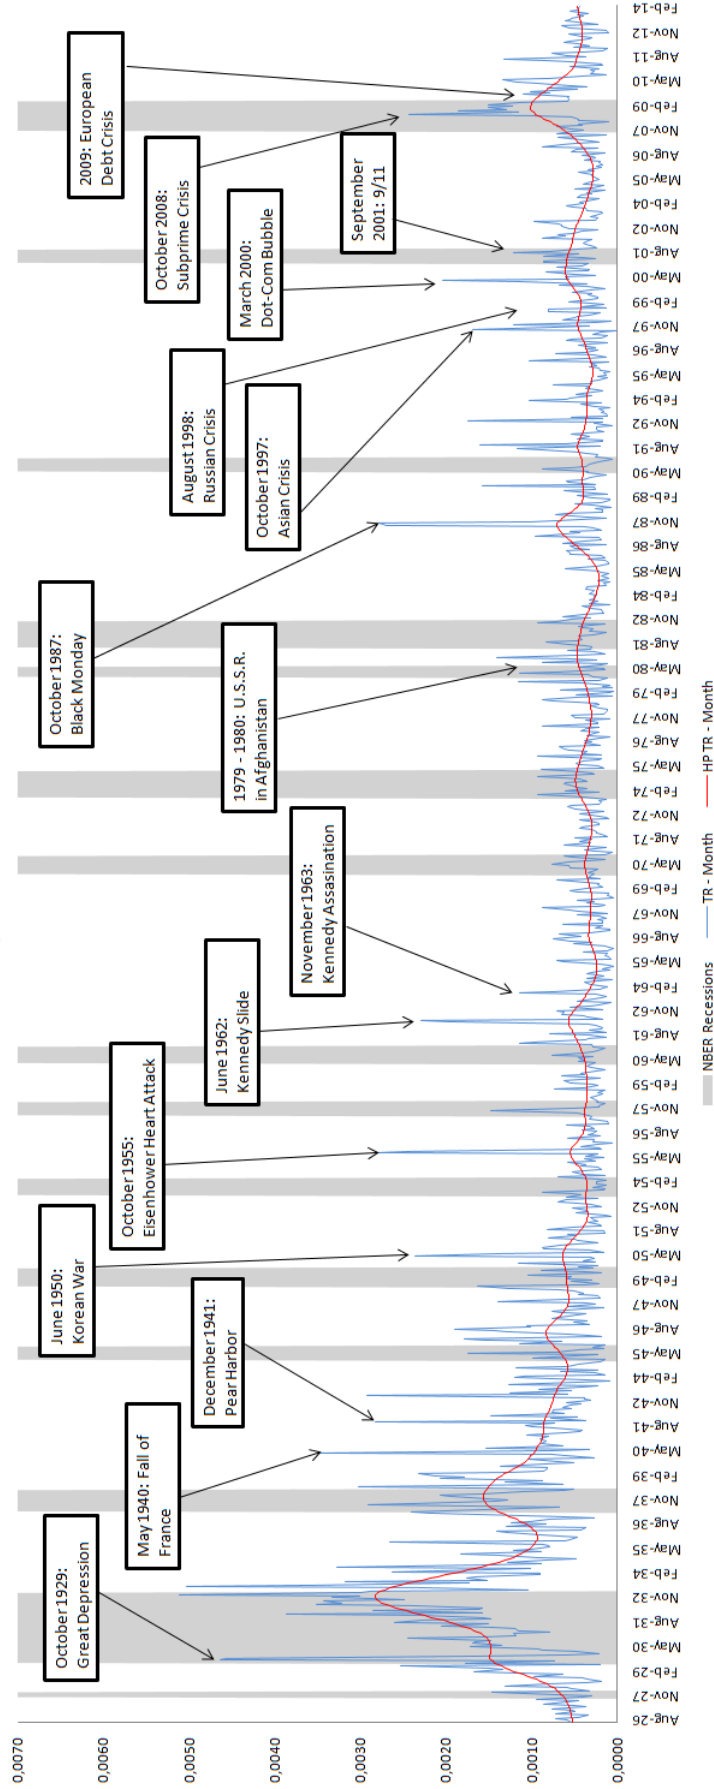 October 1929:
Great Depression
May 1940: Fall of
France
December 1941:
Pear Harbor
June 1950:
Korean War
October 1955:
Eisenhower Heart Attack
June 1962:
Kennedy Slide
November 1963:
Kennedy Assasination
1979 - 1980: U.S.S.R.
in Afghanistan
October 1987:
Black Monday
October 1997:
Asian Crisis
August 1998:
Russian Crisis
March 2000:
Dot-Com Bubble
September
2001: 9/11
October 2008:
Subprime Crisis
2009: European
Debt Crisis
0,0070
0,0060
0,0050
0,0040
0,0030
0,0020
0,0010
0,0000
Aug-26
Nov-27
Feb-29
May-30
Aug-31
Nov-32
Feb-34
May-35
Aug-36
Nov-37
Feb-39
May-40
Aug-41
Nov-42
Feb-44
May-45
Aug-46
Nov-47
Feb-49
May-50
Aug-51
Nov-52
Feb-54
May-55
Aug-56
Nov-57
Feb-59
May-60
Aug-61
Nov-62
Feb-64
May-65
Aug-66
Nov-67
Feb-69
May-70
Aug-71
Nov-72
Feb-74
May-75
Aug-76
Nov-77
Feb-79
May-80
Aug-81
Nov-82
Feb-84
May-85
Aug-86
Nov-87
Feb-89
May-90
Aug-91
Nov-92
Feb-94
May-95
Aug-96
Nov-97
Feb-99
May-00
Aug-01
Nov-02
Feb-04
May-05
Aug-06
Nov-07
Feb-09
May-10
Aug-11
Nov-12
Feb-14
NBER Recessions
TR - Month
HP TR - Month